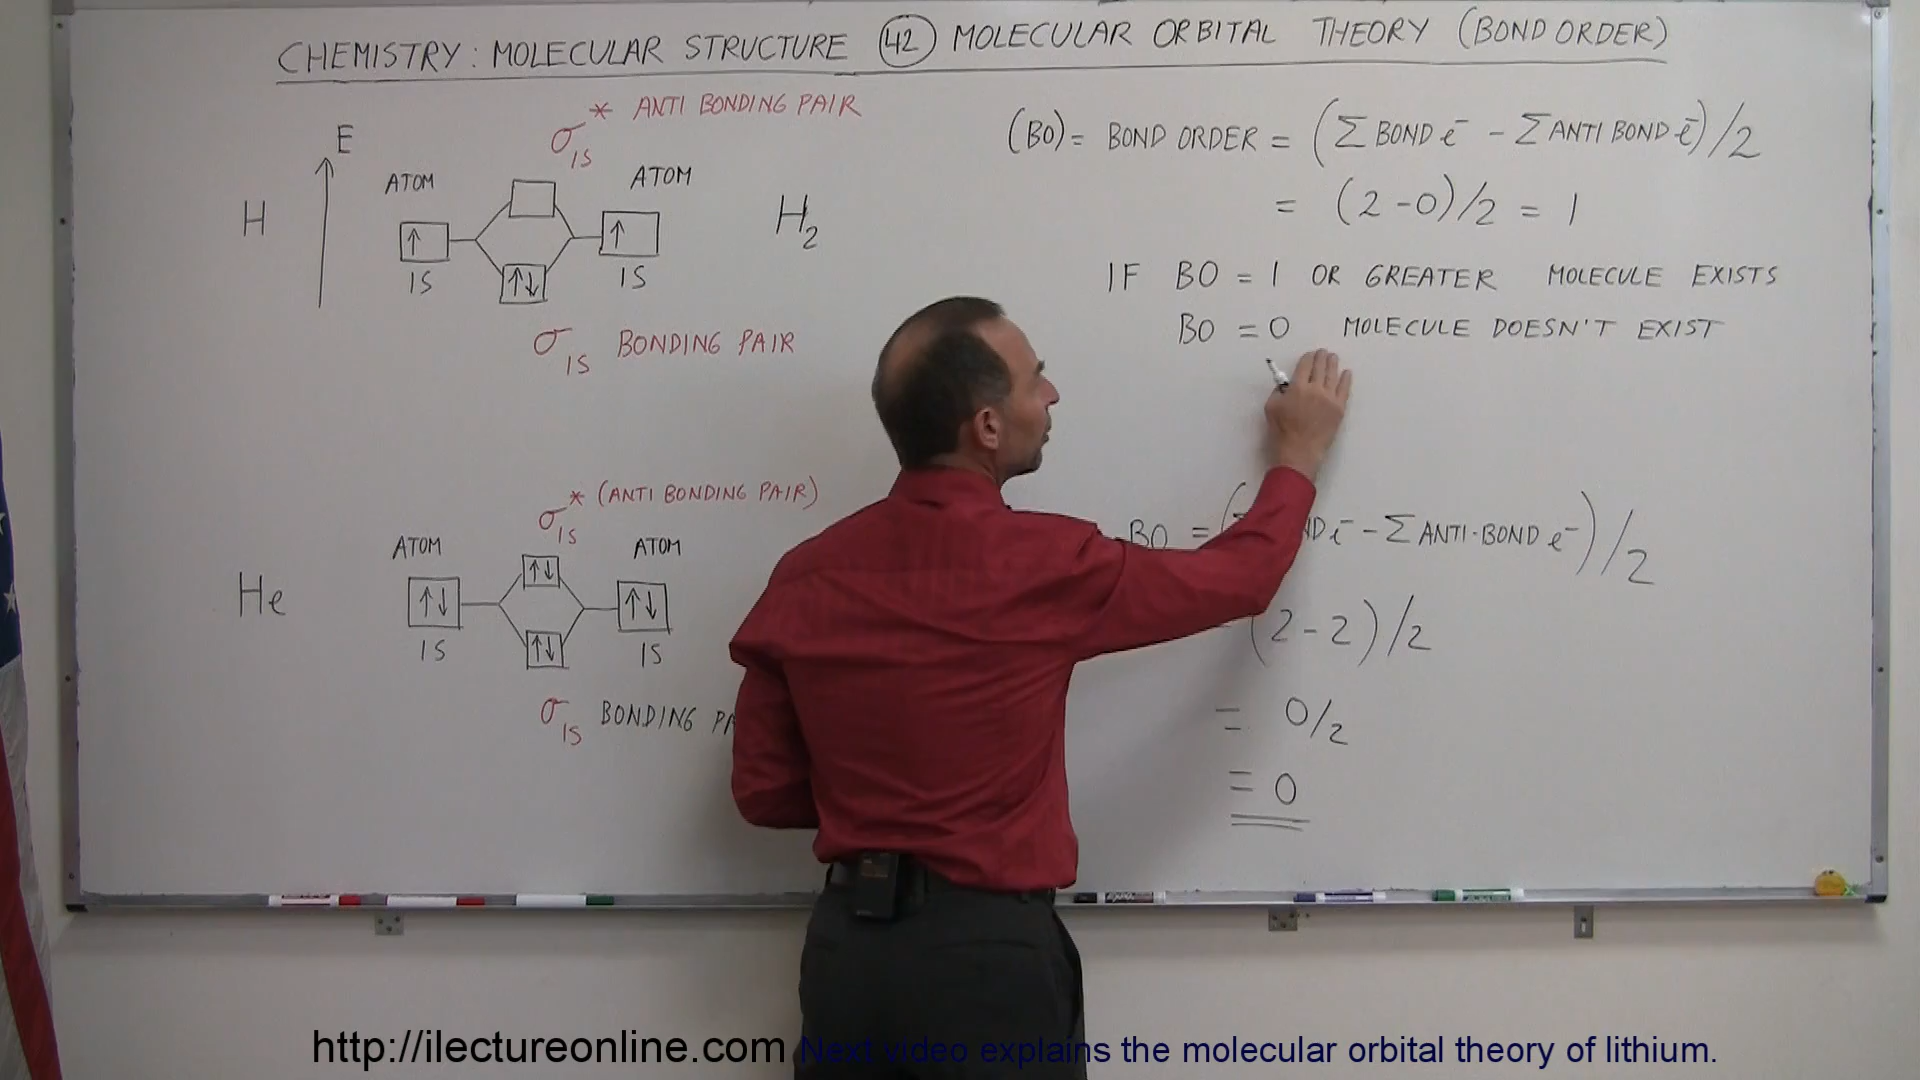 CHEMISTRY: MOLECULAR STRUCTURE 42 MOLECULAR ORBITAL THEORY (BOND ORDER)
σ*1S ANTI BONDING PAIR
E
ATOM
ATOM
H
↑
↑
H2
1S
↑↓
1S
σ1S BONDING PAIR
(BO) = BOND ORDER = (Σ BOND e⁻ - Σ ANTI BOND e⁻)/2
= (2-0)/2 = 1
IF BO = 1 OR GREATER MOLECULE EXISTS
BO = 0 MOLECULE DOESN'T EXIST
σ*1S (ANTI BONDING PAIR)
ATOM
ATOM
↑↓
He
↑↓
↑↓
1S
↑↓
1S
σ1S BONDING
BO = ( e⁻ - Σ ANTI-BOND e⁻)/2
(2-2)/2
= 0/2
= 0
http://ilectureonline.com Next video explains the molecular orbital theory of lithium.